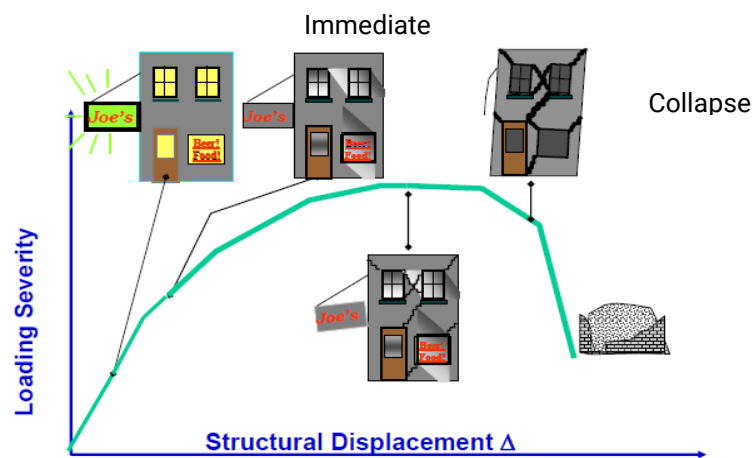 Immediate
Collapse
Joe's
Beer!
Food!
Joe's
Beer!
Food!
Joe's
Beer!
Food!
Loading Severity
Structural Displacement Δ